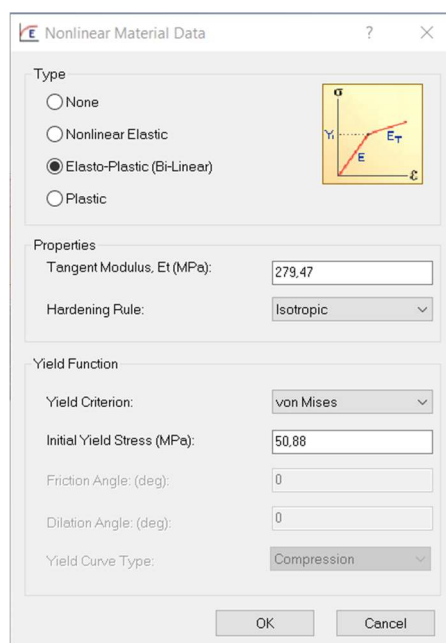 E Nonlinear Material Data ? ×
Type
None
Nonlinear Elastic
Elasto-Plastic (Bi-Linear)
Plastic
σ
Yi
E
ET
ε
Properties
Tangent Modulus, Et (MPa): 279,47
Hardening Rule: Isotropic
Yield Function
Yield Criterion: von Mises
Initial Yield Stress (MPa): 50,88
Friction Angle: (deg): 0
Dilation Angle: (deg): 0
Yield Curve Type: Compression
OK Cancel